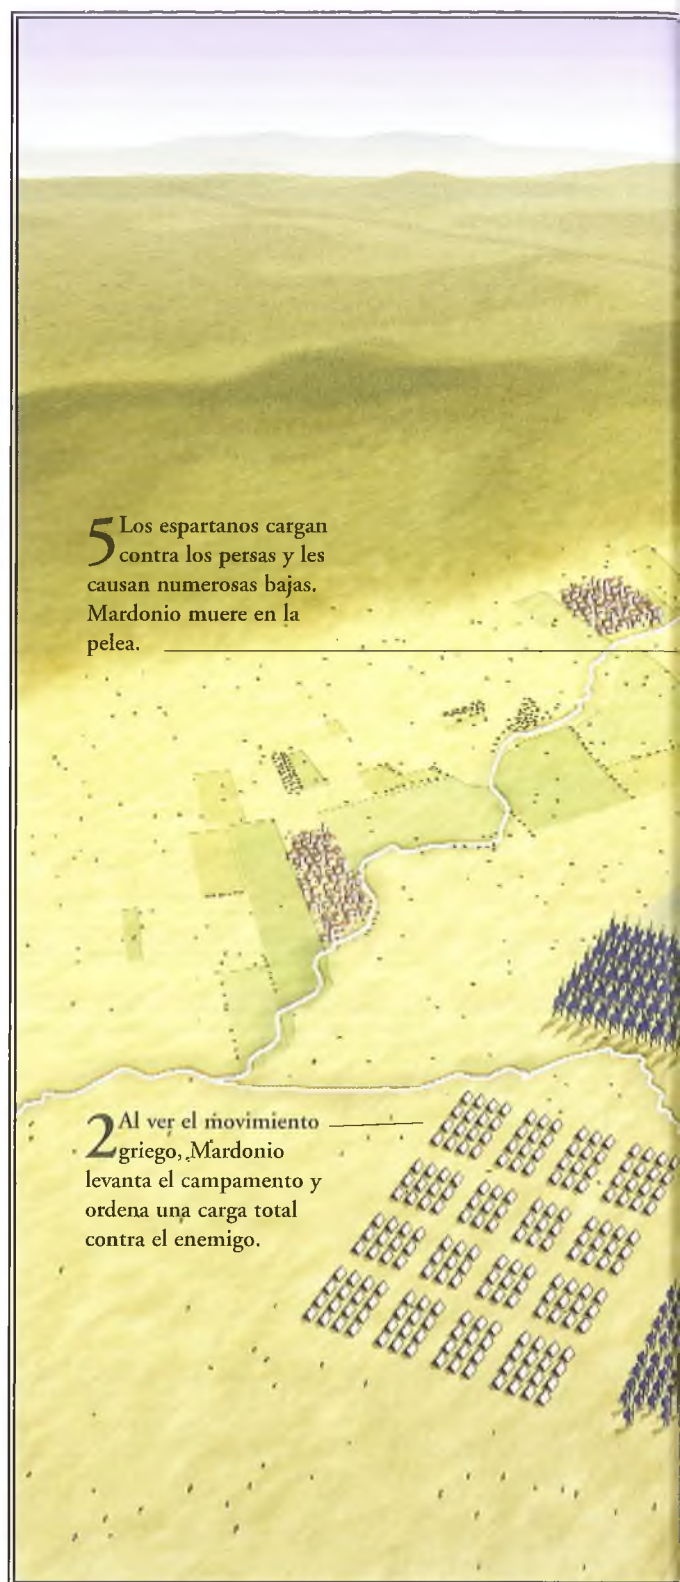 5 Los espartanos cargan
contra los persas y les
causan numerosas bajas.
Mardonio muere en la
pelea.
2 Al ver el movimiento
griego, Mardonio
levanta el campamento y
ordena una carga total
contra el enemigo.